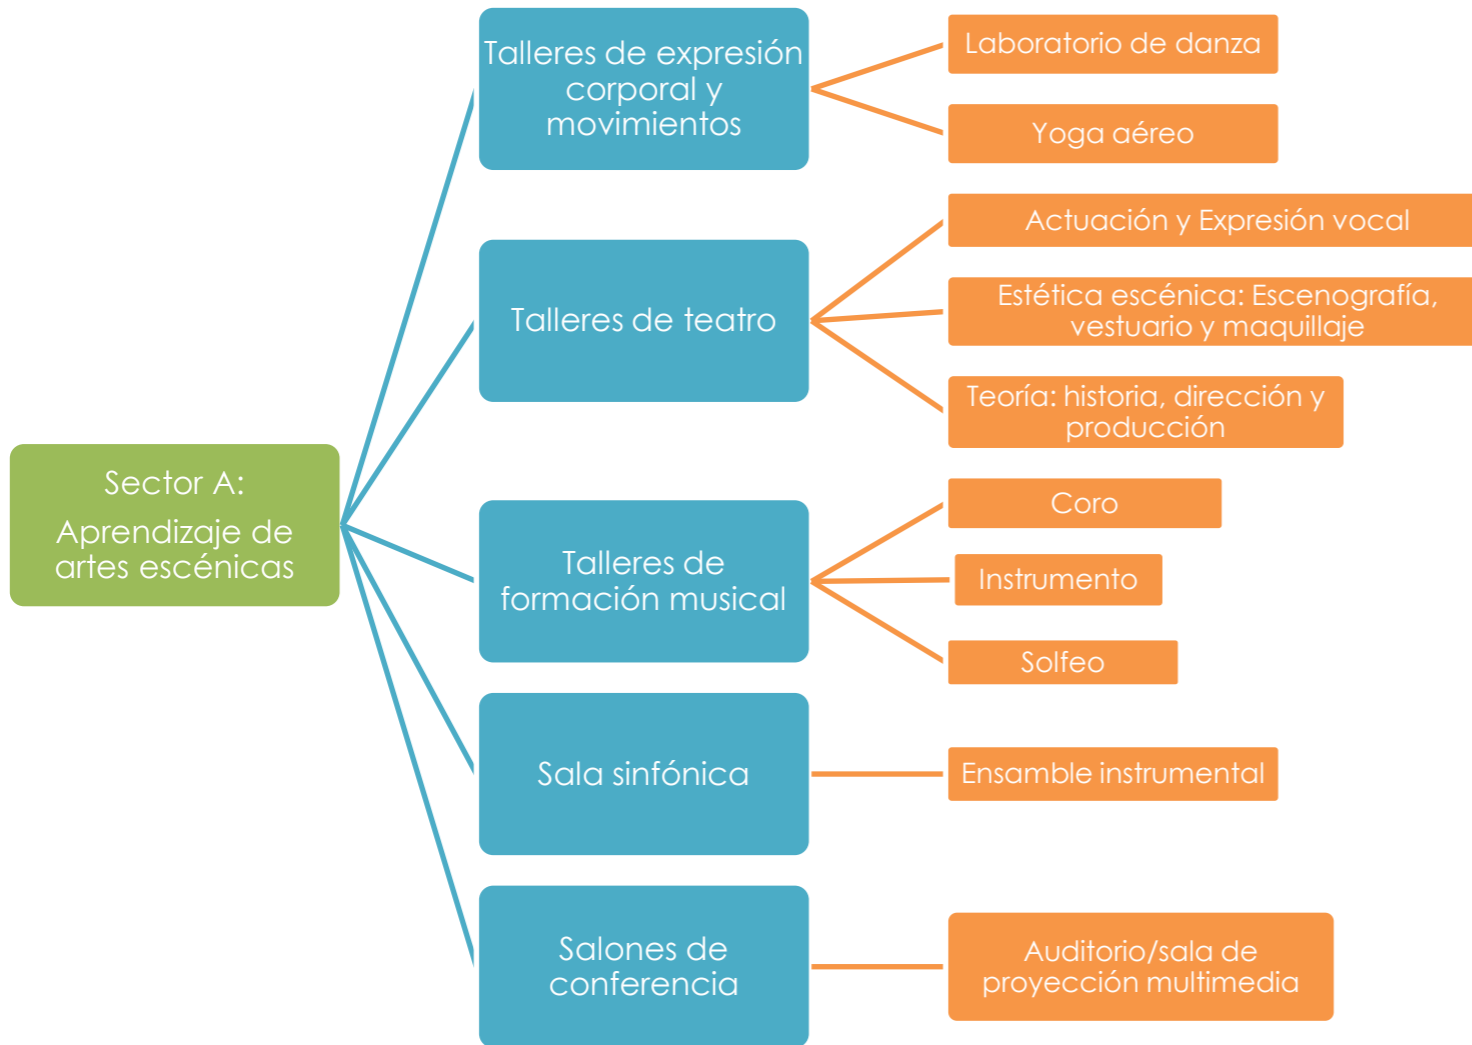 Talleres de expresión
corporal y
movimientos
Laboratorio de danza
Yoga aéreo
Talleres de teatro
Actuación y Expresión vocal
Estética escénica: Escenografía,
vestuario y maquillaje
Teoría: historia, dirección y
producción
Sector A:
Aprendizaje de
artes escénicas
Talleres de
formación musical
Coro
Instrumento
Solfeo
Sala sinfónica
Ensamble instrumental
Salones de
conferencia
Auditorio/sala de
proyección multimedia